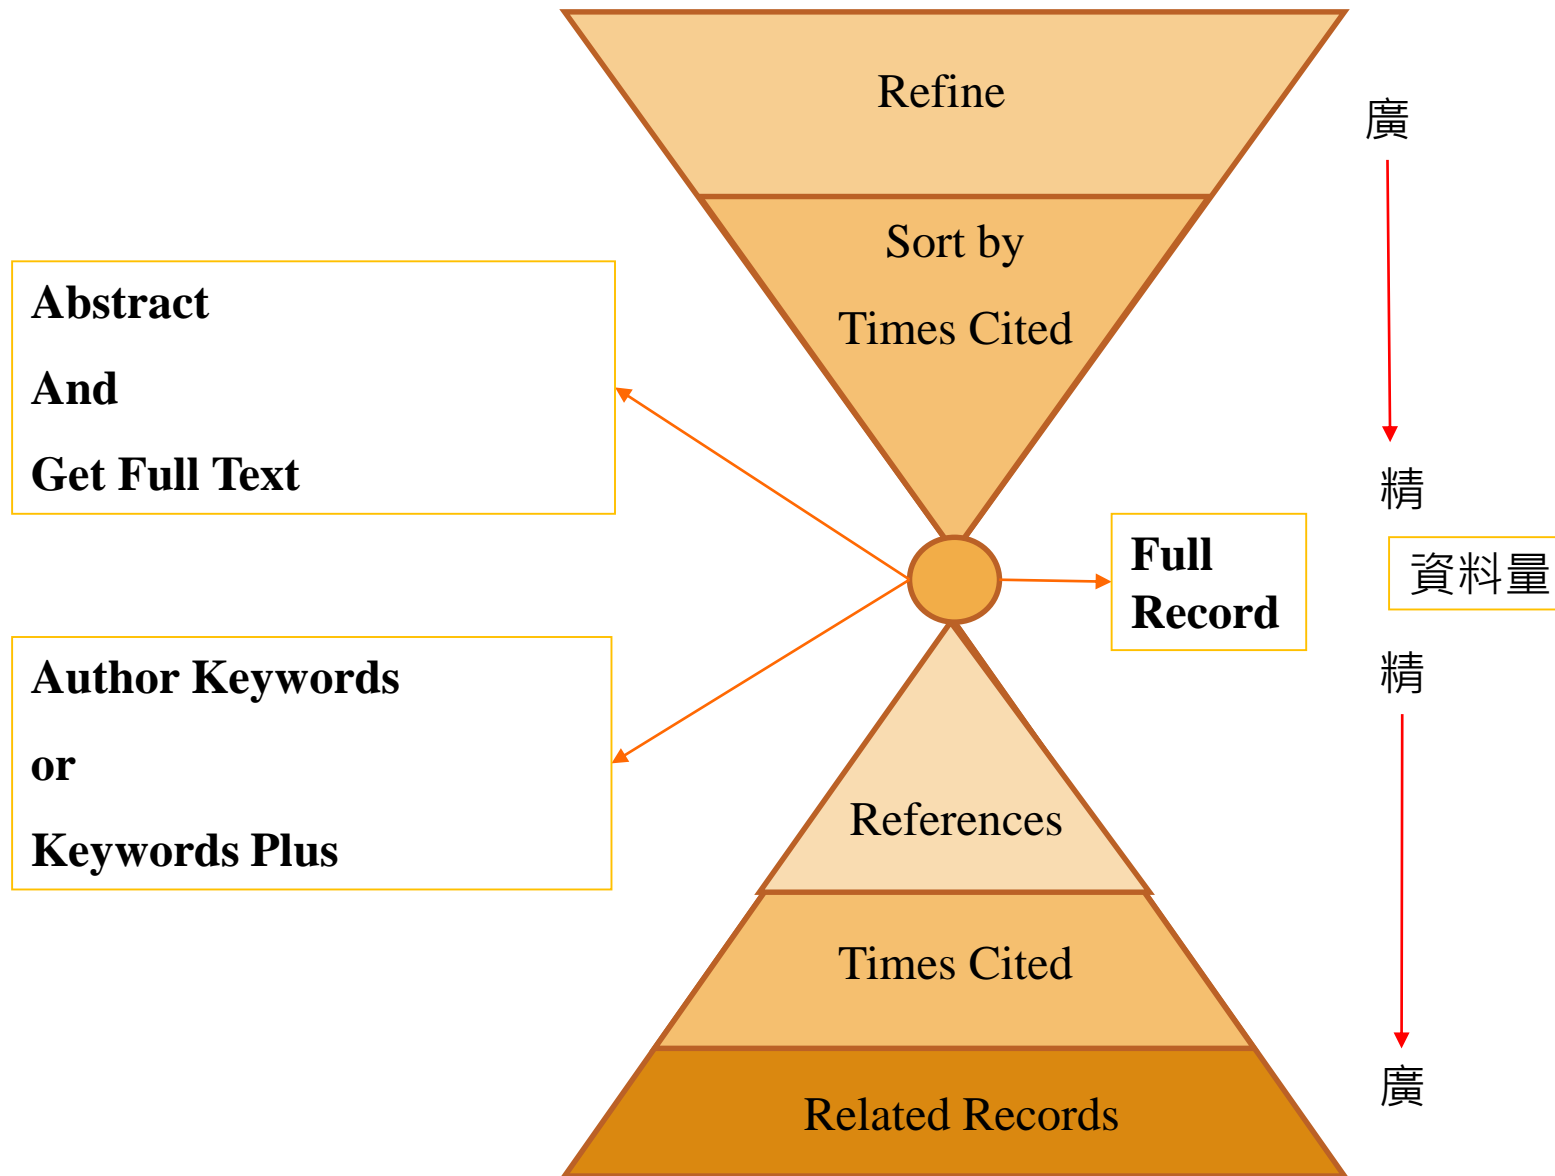 Refine
廣
Sort by
Times Cited
Abstract
And
Get Full Text
精
Full
Record
資料量
精
Author Keywords
or
Keywords Plus
References
Times Cited
廣
Related Records